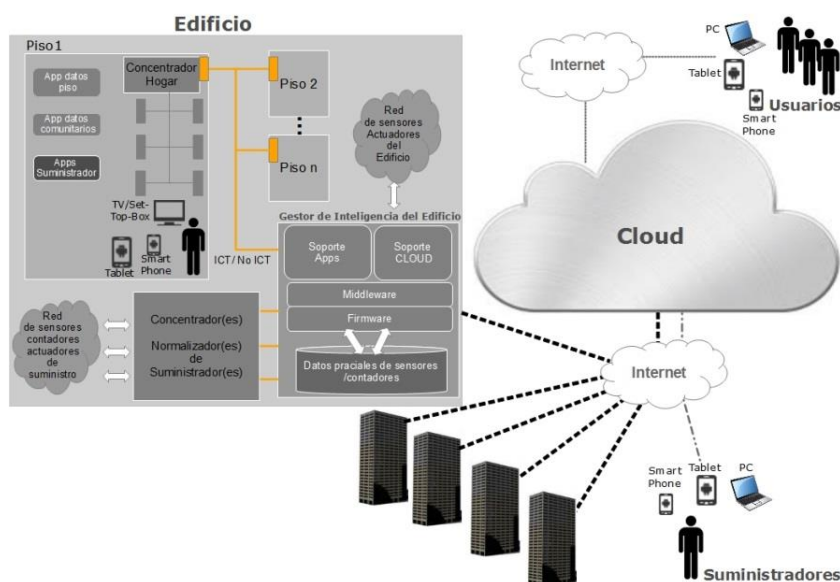 Edificio
Piso1
App datos
piso
App datos
comunitarios
Apps
Suministrador
Concentrador
Hogar
TV/Set-
Top-Box
Tablet
Smart
Phone
Piso 2
Piso n
ICT/ No ICT
Red
de sensores
Actuadores
del
Edificio
Gestor de Inteligencia del Edificio
Soporte
Apps
Soporte
CLOUD
Middleware
Firmware
Datos praciales de sensores
/contadores
Red
de sensores
contadores
actuadores
de
suministro
Concentrador(es)
Normalizador(es)
de
Suministrador(es)
Internet
PC
Tablet
Smart
Phone
Usuarios
Cloud
Internet
Smart
Phone
Tablet
PC
Suministradores